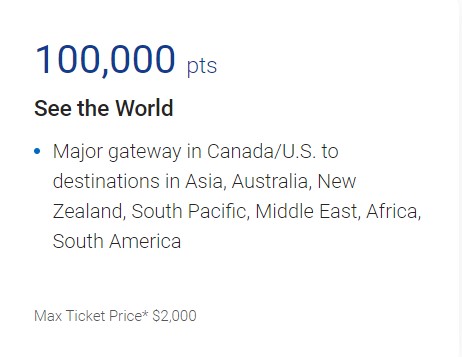 100,000 pts
See the World
• Major gateway in Canada/U.S. to
destinations in Asia, Australia, New
Zealand, South Pacific, Middle East, Africa,
South America
Max Ticket Price* $2,000